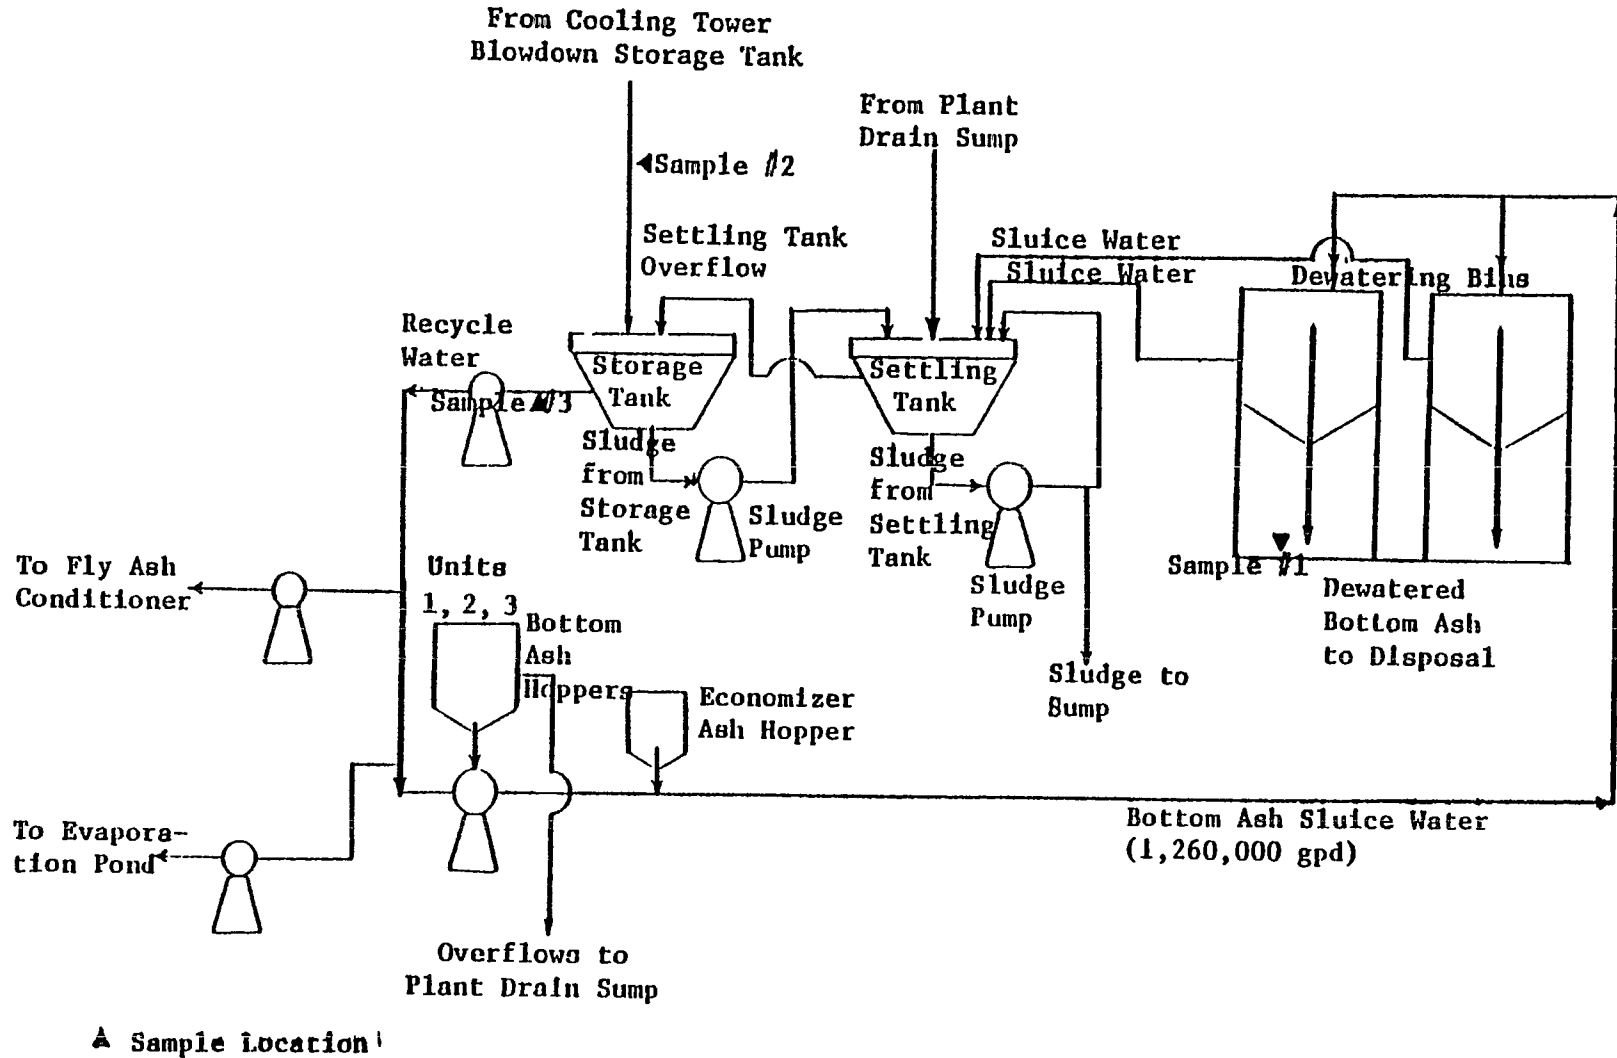 From Cooling Tower
Blowdown Storage Tank
From Plant
Drain Sump
Sample #2
Settling Tank
Overflow
Sluice Water
Sluice Water
Dewatering Bins
Recycle
Water
Sample #3
Storage
Tank
Settling
Tank
Sludge
from
Storage
Tank
Sludge
Pump
Sludge
from
Settling
Tank
Sludge
Pump
Sample #1
Dewatered
Bottom Ash
to Disposal
To Fly Ash
Conditioner
Units
1, 2, 3
Bottom
Ash
Hoppers
Economizer
Ash Hopper
Sludge to
Sump
To Evapora-
tion Pond
Bottom Ash Sluice Water
(1,260,000 gpd)
Overflows to
Plant Drain Sump
Sample Location